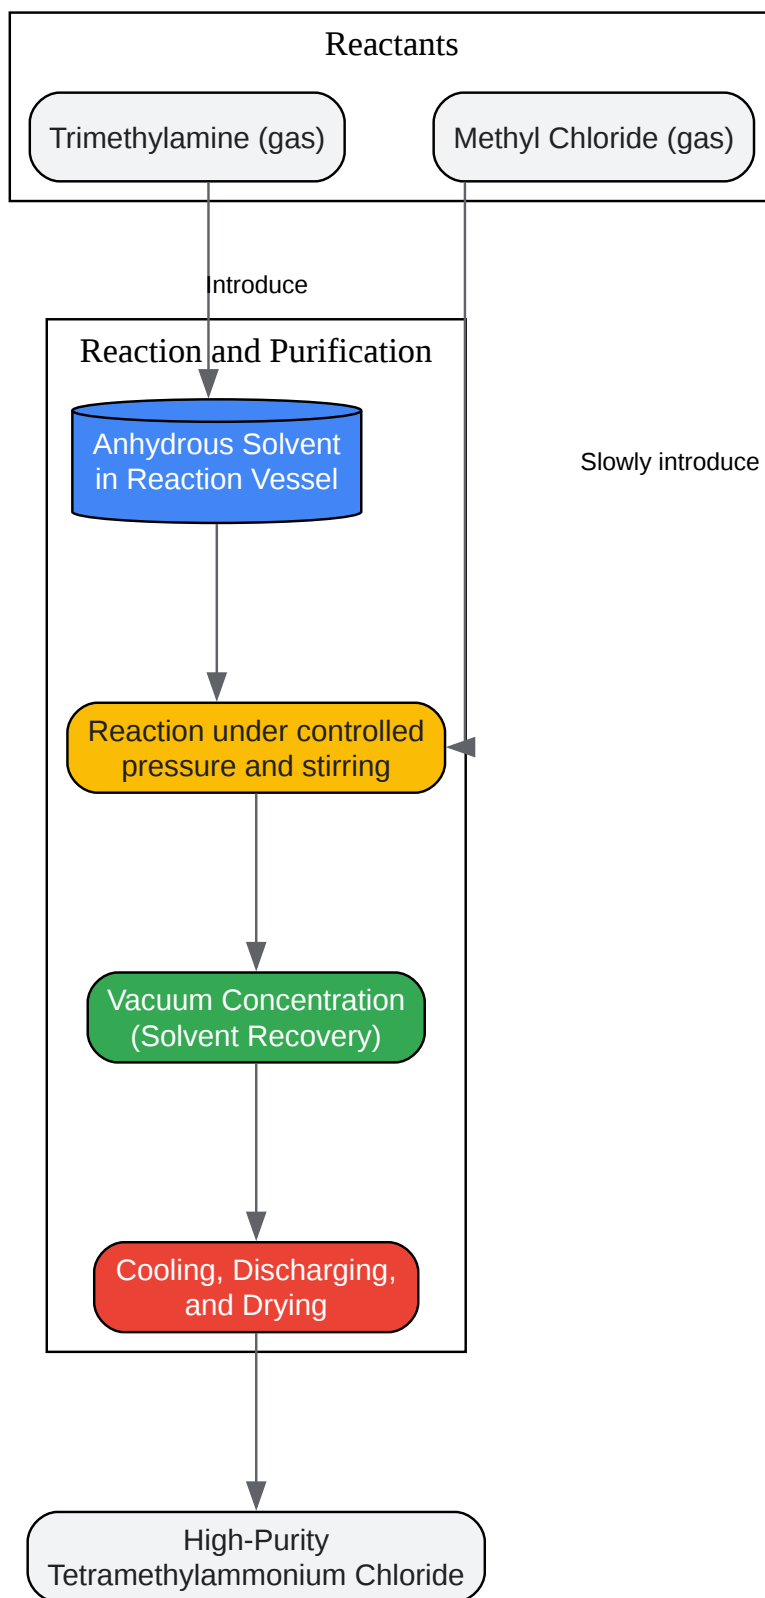 Reactants
Trimethylamine (gas)
Methyl Chloride (gas)
Introduce
Reaction and Purification
Anhydrous Solvent
in Reaction Vessel
Slowly introduce
Reaction under controlled
pressure and stirring
Vacuum Concentration
(Solvent Recovery)
Cooling, Discharging,
and Drying
High-Purity
Tetramethylammonium Chloride